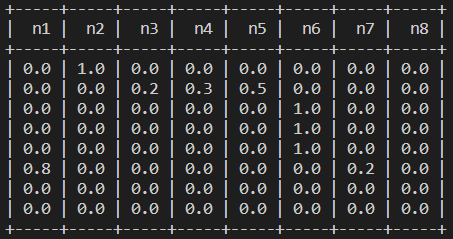 +-----+-----+-----+-----+-----+-----+-----+-----+
|  n1 |  n2 |  n3 |  n4 |  n5 |  n6 |  n7 |  n8 |
+-----+-----+-----+-----+-----+-----+-----+-----+
| 0.0 | 1.0 | 0.0 | 0.0 | 0.0 | 0.0 | 0.0 | 0.0 |
| 0.0 | 0.0 | 0.2 | 0.3 | 0.5 | 0.0 | 0.0 | 0.0 |
| 0.0 | 0.0 | 0.0 | 0.0 | 0.0 | 1.0 | 0.0 | 0.0 |
| 0.0 | 0.0 | 0.0 | 0.0 | 0.0 | 1.0 | 0.0 | 0.0 |
| 0.0 | 0.0 | 0.0 | 0.0 | 0.0 | 1.0 | 0.0 | 0.0 |
| 0.8 | 0.0 | 0.0 | 0.0 | 0.0 | 0.0 | 0.2 | 0.0 |
| 0.0 | 0.0 | 0.0 | 0.0 | 0.0 | 0.0 | 0.0 | 0.0 |
| 0.0 | 0.0 | 0.0 | 0.0 | 0.0 | 0.0 | 0.0 | 0.0 |
+-----+-----+-----+-----+-----+-----+-----+-----+